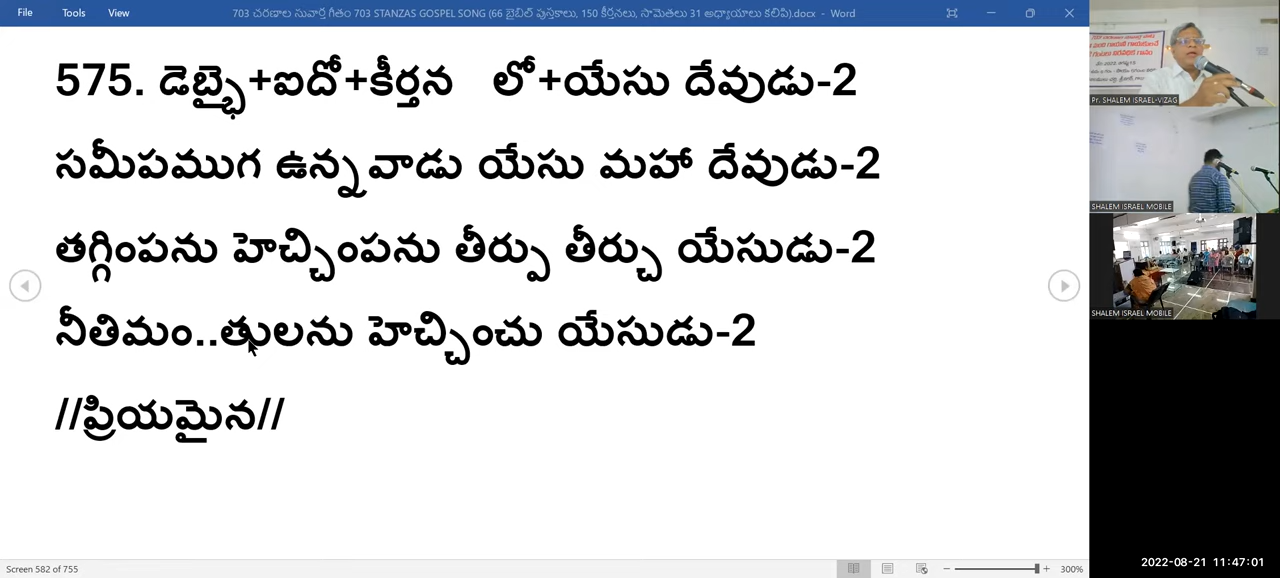 File Tools View 703 చరణాల సువార్త గీతం 703 STANZAS GOSPEL SONG (66 బైబిల్ పుస్తకాలు, 150 కీర్తనలు, సామెతలు 31 అధ్యాయాలు కలిపి).docx - Word
575. డెబ్భై+ఐదో+కీర్తన లో+యేసు దేవుడు-2
సమీపముగ ఉన్నవాడు యేసు మహా దేవుడు-2
తగ్గింపను హెచ్చింపను తీర్పు తీర్చు యేసుడు-2
నీతిమం..తులను హెచ్చించు యేసుడు-2
//ప్రియమైన//
Pr. SHALEM ISRAEL-VIZAG
SHALEM ISRAEL MOBILE
SHALEM ISRAEL MOBILE
2022-08-21 11:47:01
Screen 582 of 755
300%